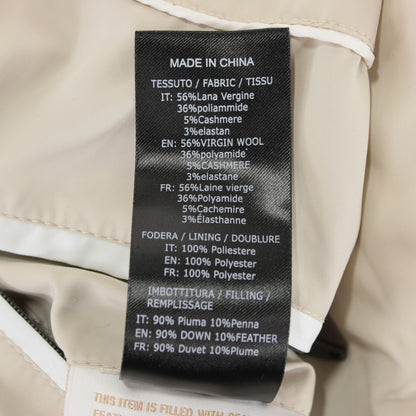 MADE IN CHINA
TESSUTO / FABRIC / TISSU
IT: 56%Lana Vergine
36%poliammide
5%Cashmere
3%elastan
EN: 56%VIRGIN WOOL
36%polyamide
5%CASHMERE
3%elastane
FR: 56%Laine vierge
36%Polyamide
5%Cachemire
3%Élasthanne
FODERA / LINING / DOUBLURE
IT: 100% Poliestere
EN: 100% Polyester
FR: 100% Polyester
IMBOTTITURA / FILLING /
REMPLISSAGE
IT: 90% Piuma 10%Penna
EN: 90% DOWN 10%FEATHER
FR: 90% Duvet 10%Plume
THIS ITEM IS FILLED WITH